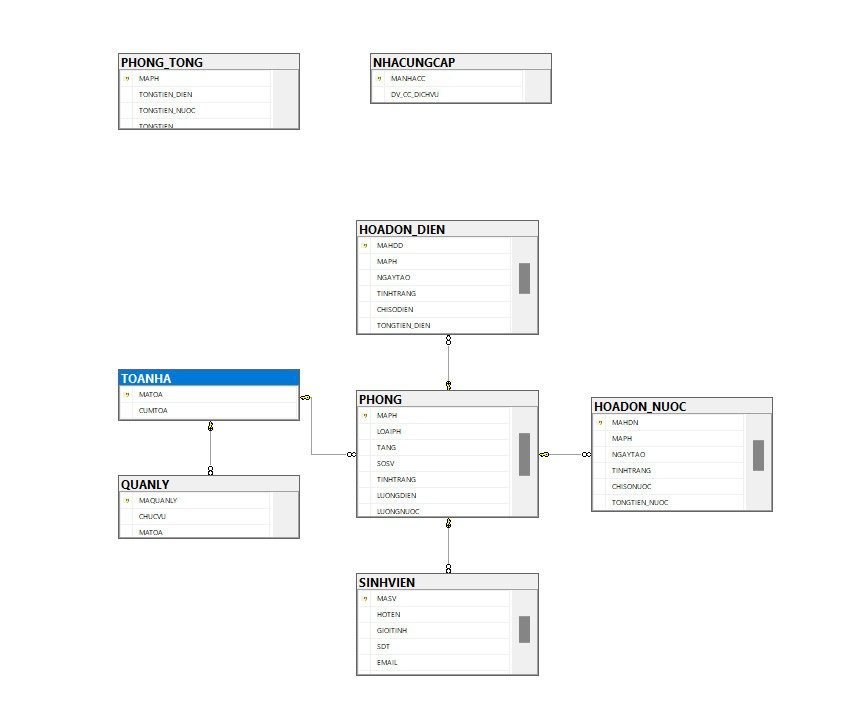 PHONG_TONG
MAPH
TONGTIEN_DIEN
TONGTIEN_NUOC
TONGTIEN
NHACUNGCAP
MANHACC
DV_CC_DICHVU
HOADON_DIEN
MAHDD
MAPH
NGAYTAO
TINHTRANG
CHISODIEN
TONGTIEN_DIEN
TOANHA
MATOA
CUMTOA
PHONG
MAPH
LOAIPH
TANG
SOSV
TINHTRANG
LUONGDIEN
LUONGNUOC
HOADON_NUOC
MAHDN
MAPH
NGAYTAO
TINHTRANG
CHISONUOC
TONGTIEN_NUOC
QUANLY
MAQUANLY
CHUCVU
MATOA
SINHVIEN
MASV
HOTEN
GIOITINH
SDT
EMAIL